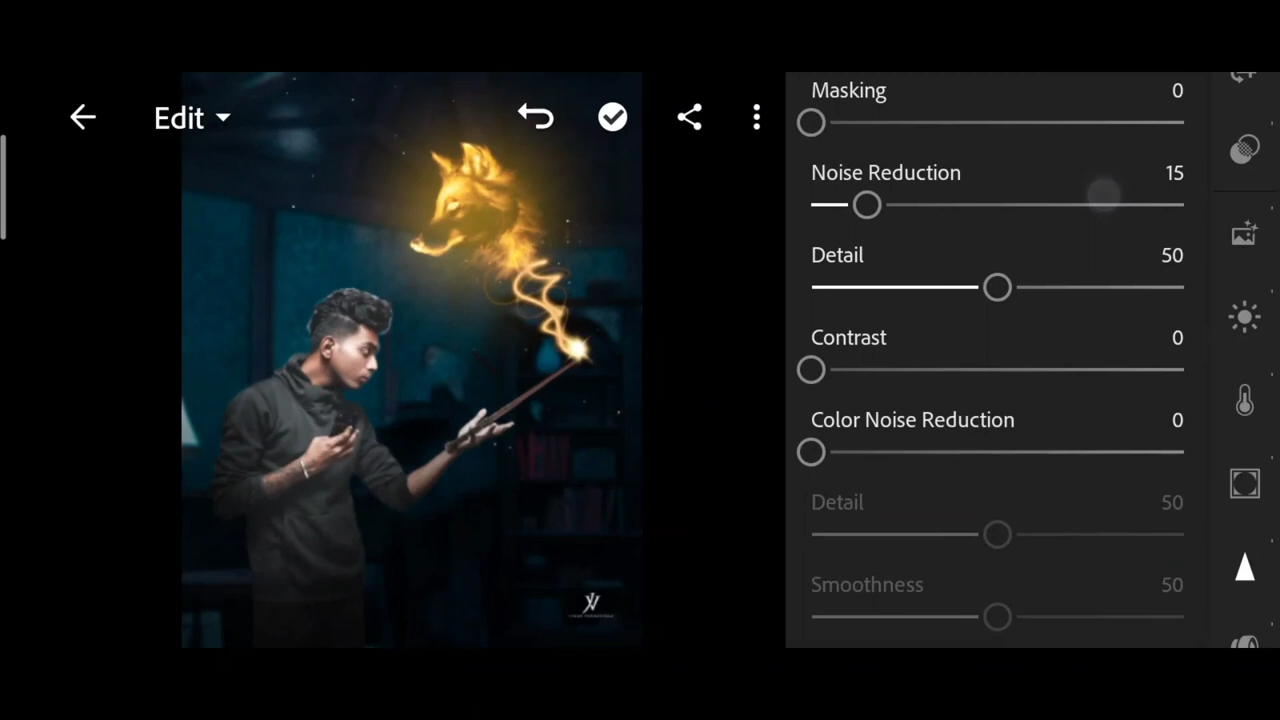 Edit
Masking 0
Noise Reduction 15
Detail 50
Contrast 0
Color Noise Reduction 0
Detail 50
Smoothness 50